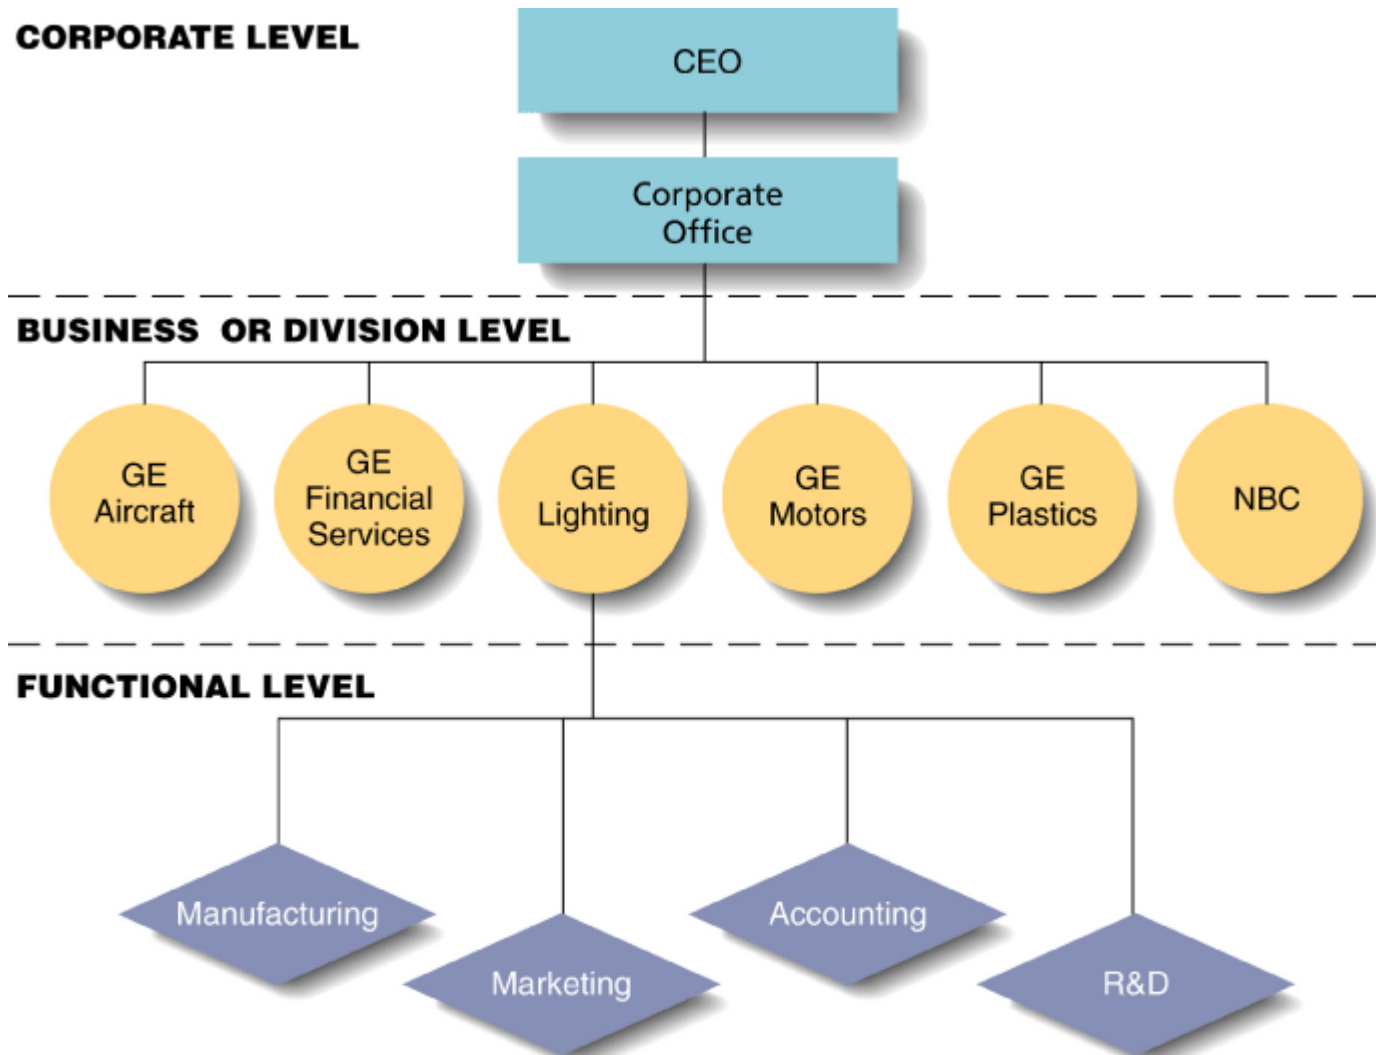 CORPORATE LEVEL
CEO
Corporate
Office
BUSINESS OR DIVISION LEVEL
GE
Aircraft
GE
Financial
Services
GE
Lighting
GE
Motors
GE
Plastics
NBC
FUNCTIONAL LEVEL
Manufacturing
Marketing
Accounting
R&D